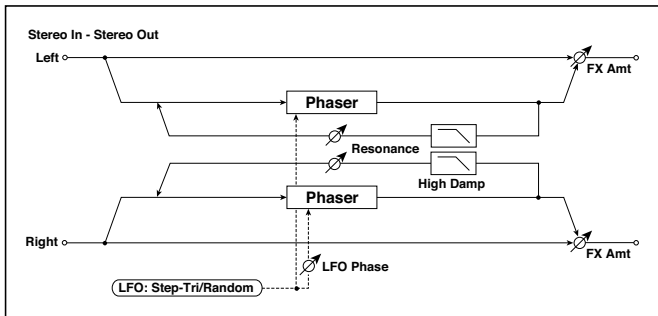 Stereo In - Stereo Out
Left
FX Amt
Phaser
Resonance
High Damp
Phaser
Right
FX Amt
LFO Phase
LFO: Step-Tri/Random